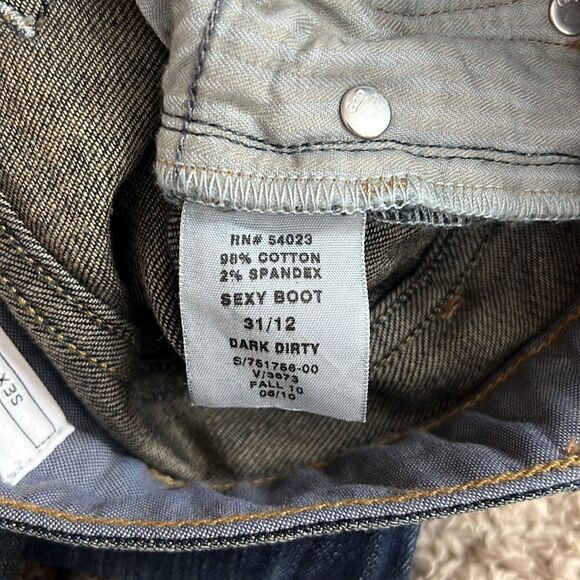 RN# 54023
98% COTTON
2% SPANDEX
SEXY BOOT
31/12
DARK DIRTY
S/751756-00
V/3673
FALL 10
06/10
SEX